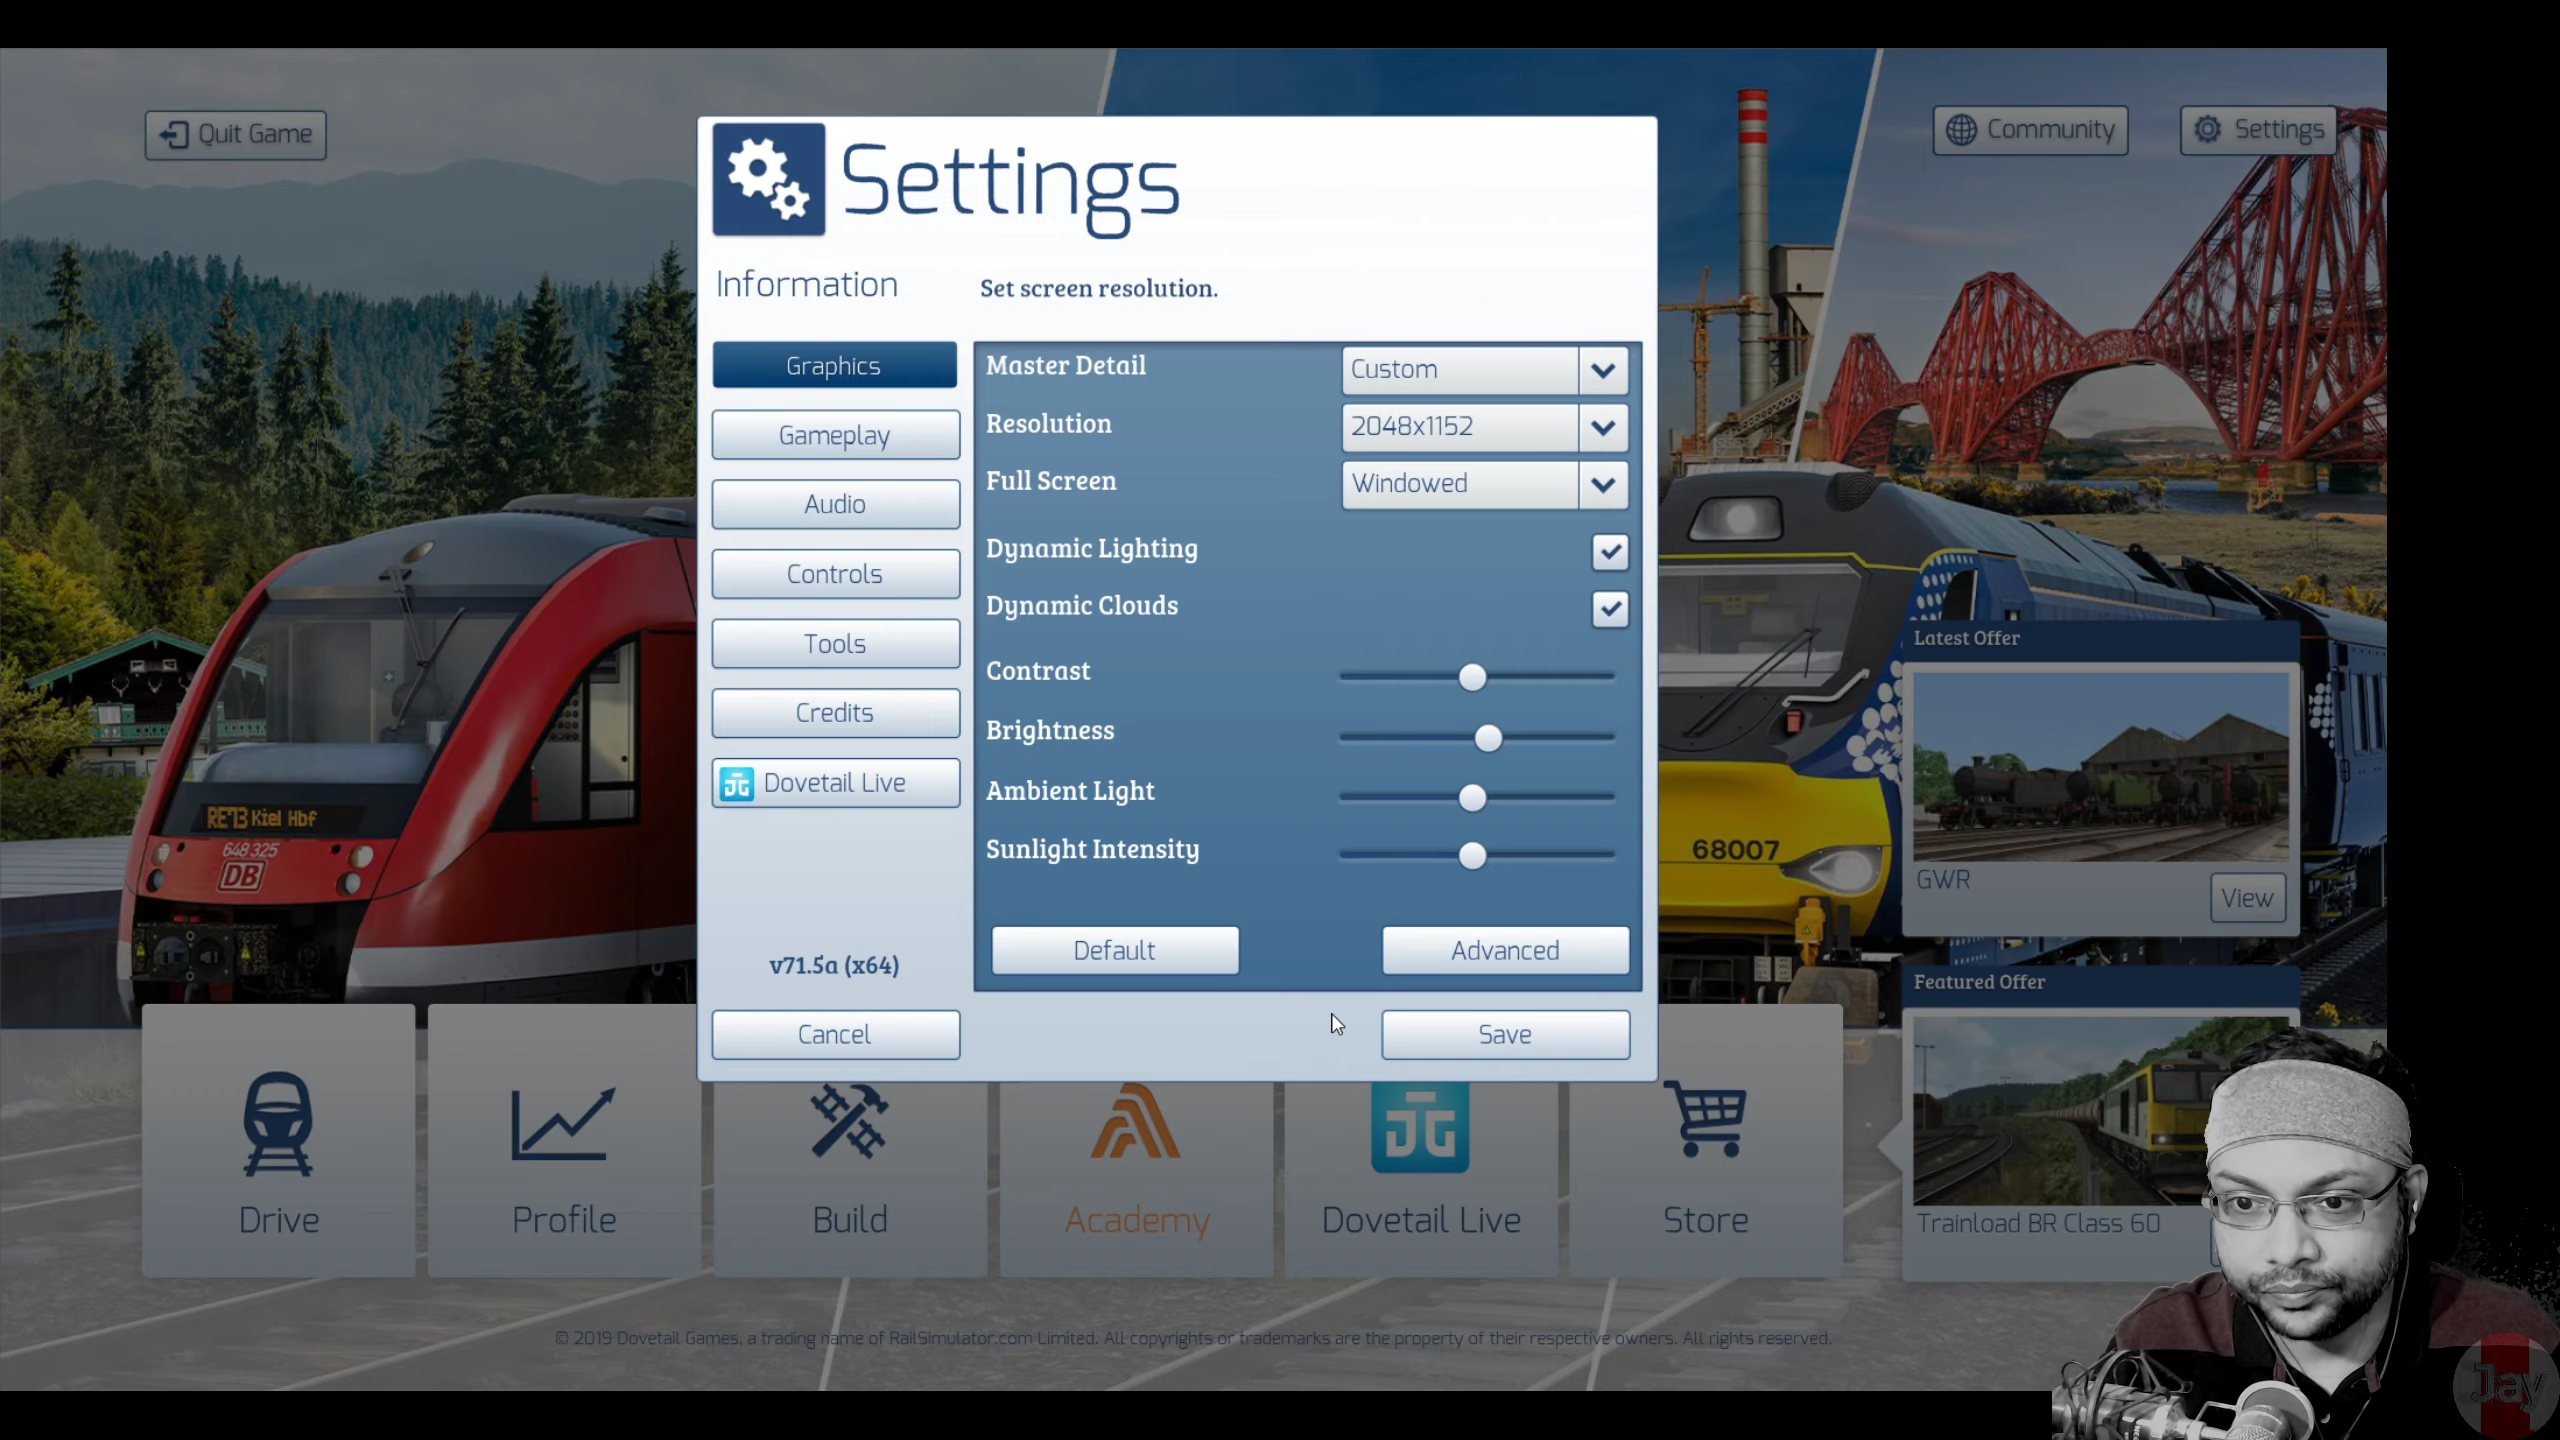 Quit Game
Community
Settings
Settings
Information
Set screen resolution.
Graphics
Gameplay
Audio
Controls
Tools
Credits
Dovetail Live
v71.5a (x64)
Cancel
Master Detail
Custom
Resolution
2048x1152
Full Screen
Windowed
Dynamic Lighting
Dynamic Clouds
Contrast
Brightness
Ambient Light
Sunlight Intensity
Default
Advanced
Save
RE73 Kiel Hbf
648 325
DB
68007
Latest Offer
GWR
View
Featured Offer
Trainload BR Class 60
Drive
Profile
Build
Academy
Dovetail Live
Store
© 2019 Dovetail Games, a trading name of RailSimulator.com Limited. All copyrights or trademarks are the property of their respective owners. All rights reserved.
Jay